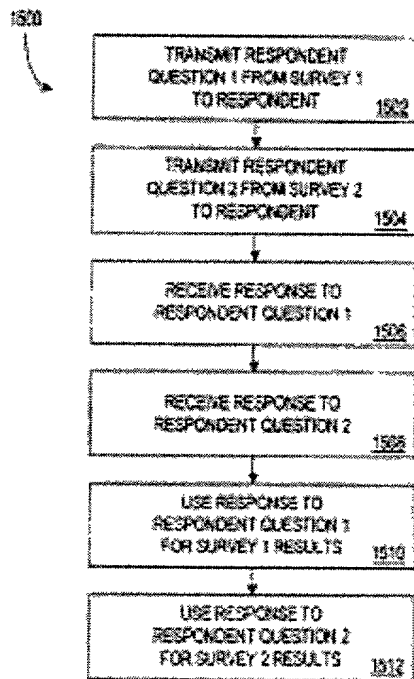 1500
TRANSMIT RESPONDENT
QUESTION 1 FROM SURVEY 1
TO RESPONDENT
1502
TRANSMIT RESPONDENT
QUESTION 2 FROM SURVEY 2
TO RESPONDENT
1504
RECEIVE RESPONSE TO
RESPONDENT QUESTION 1
1506
RECEIVE RESPONSE TO
RESPONDENT QUESTION 2
1508
USE RESPONSE TO
RESPONDENT QUESTION 1
FOR SURVEY 1 RESULTS
1510
USE RESPONSE TO
RESPONDENT QUESTION 2
FOR SURVEY 2 RESULTS
1512